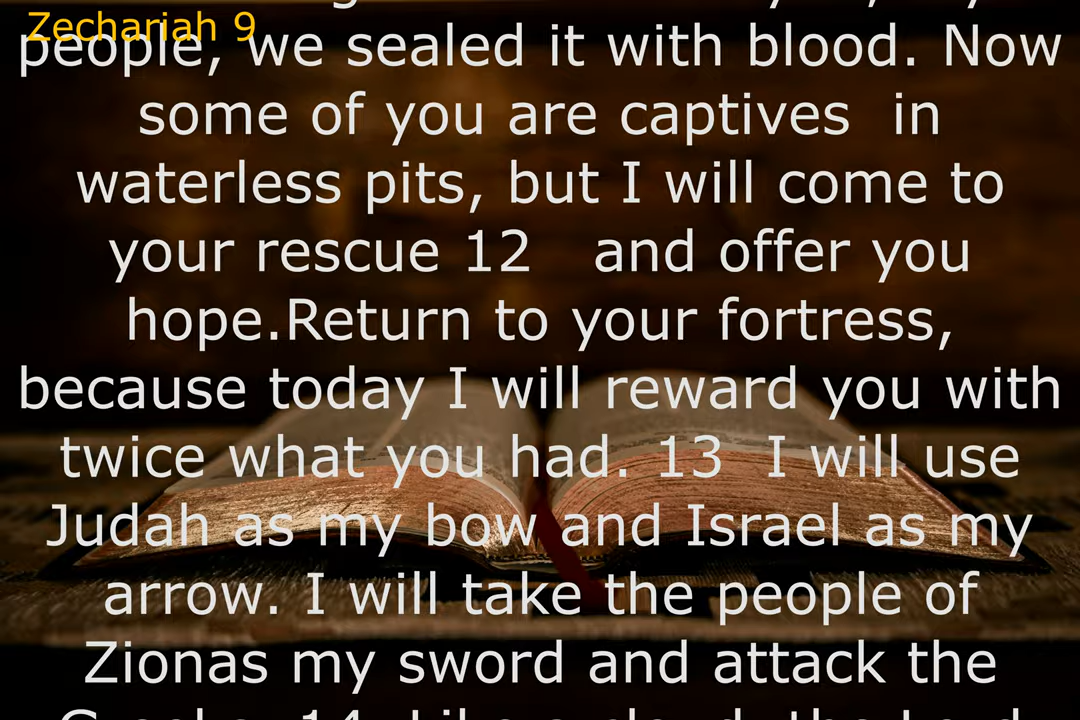 Zechariah 9
people, we sealed it with blood. Now
some of you are captives in
waterless pits, but I will come to
your rescue 12 and offer you
hope.Return to your fortress,
because today I will reward you with
twice what you had. 13 I will use
Judah as my bow and Israel as my
arrow. I will take the people of
Zionas my sword and attack the